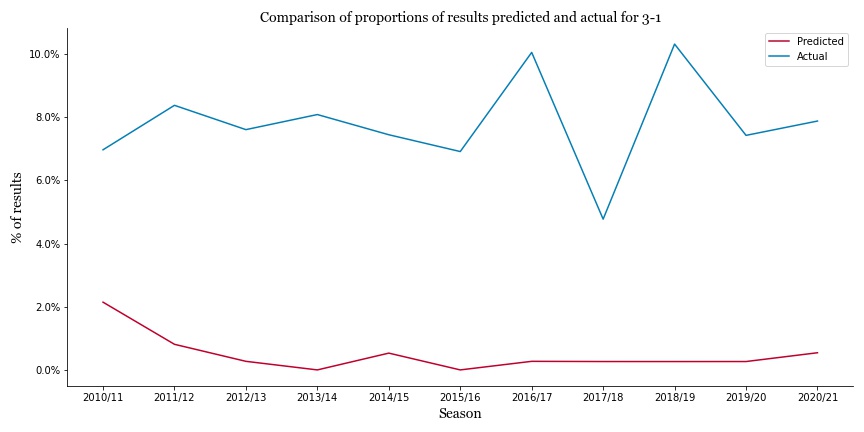 Comparison of proportions of results predicted and actual for 3-1
Predicted
Actual
% of results
10.0%
8.0%
6.0%
4.0%
2.0%
0.0%
2010/11 2011/12 2012/13 2013/14 2014/15 2015/16 2016/17 2017/18 2018/19 2019/20 2020/21
Season